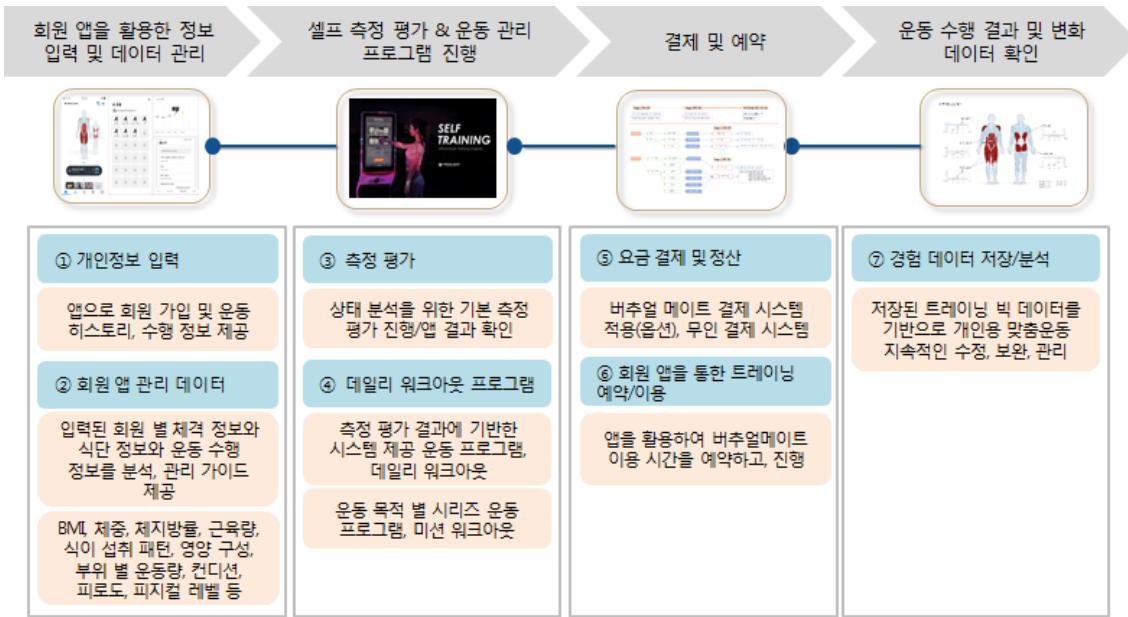 회원 앱을 활용한 정보
입력 및 데이터 관리
셀프 측정 평가 & 운동 관리
프로그램 진행
결제 및 예약
운동 수행 결과 및 변화
데이터 확인
SELF
TRAINING
① 개인정보 입력
앱으로 회원 가입 및 운동
히스토리, 수행 정보 제공
② 회원 앱 관리 데이터
입력된 회원 별 체격 정보와
식단 정보와 운동 수행
정보를 분석, 관리 가이드
제공
BMI, 체중, 체지방률, 근육량,
식이 섭취 패턴, 영양 구성,
부위 별 운동량, 컨디션,
피로도, 피지컬 레벨 등
③ 측정 평가
상태 분석을 위한 기본 측정
평가 진행/앱 결과 확인
④ 데일리 워크아웃 프로그램
측정 평가 결과에 기반한
시스템 제공 운동 프로그램,
데일리 워크아웃
운동 목적 별 시리즈 운동
프로그램, 미션 워크아웃
⑤ 요금 결제 및 정산
버추얼 메이트 결제 시스템
적용(옵션), 무인 결제 시스템
⑥ 회원 앱을 통한 트레이닝
예약/이용
앱을 활용하여 버추얼메이트
이용 시간을 예약하고, 진행
⑦ 경험 데이터 저장/분석
저장된 트레이닝 빅 데이터를
기반으로 개인용 맞춤운동
지속적인 수정, 보완, 관리